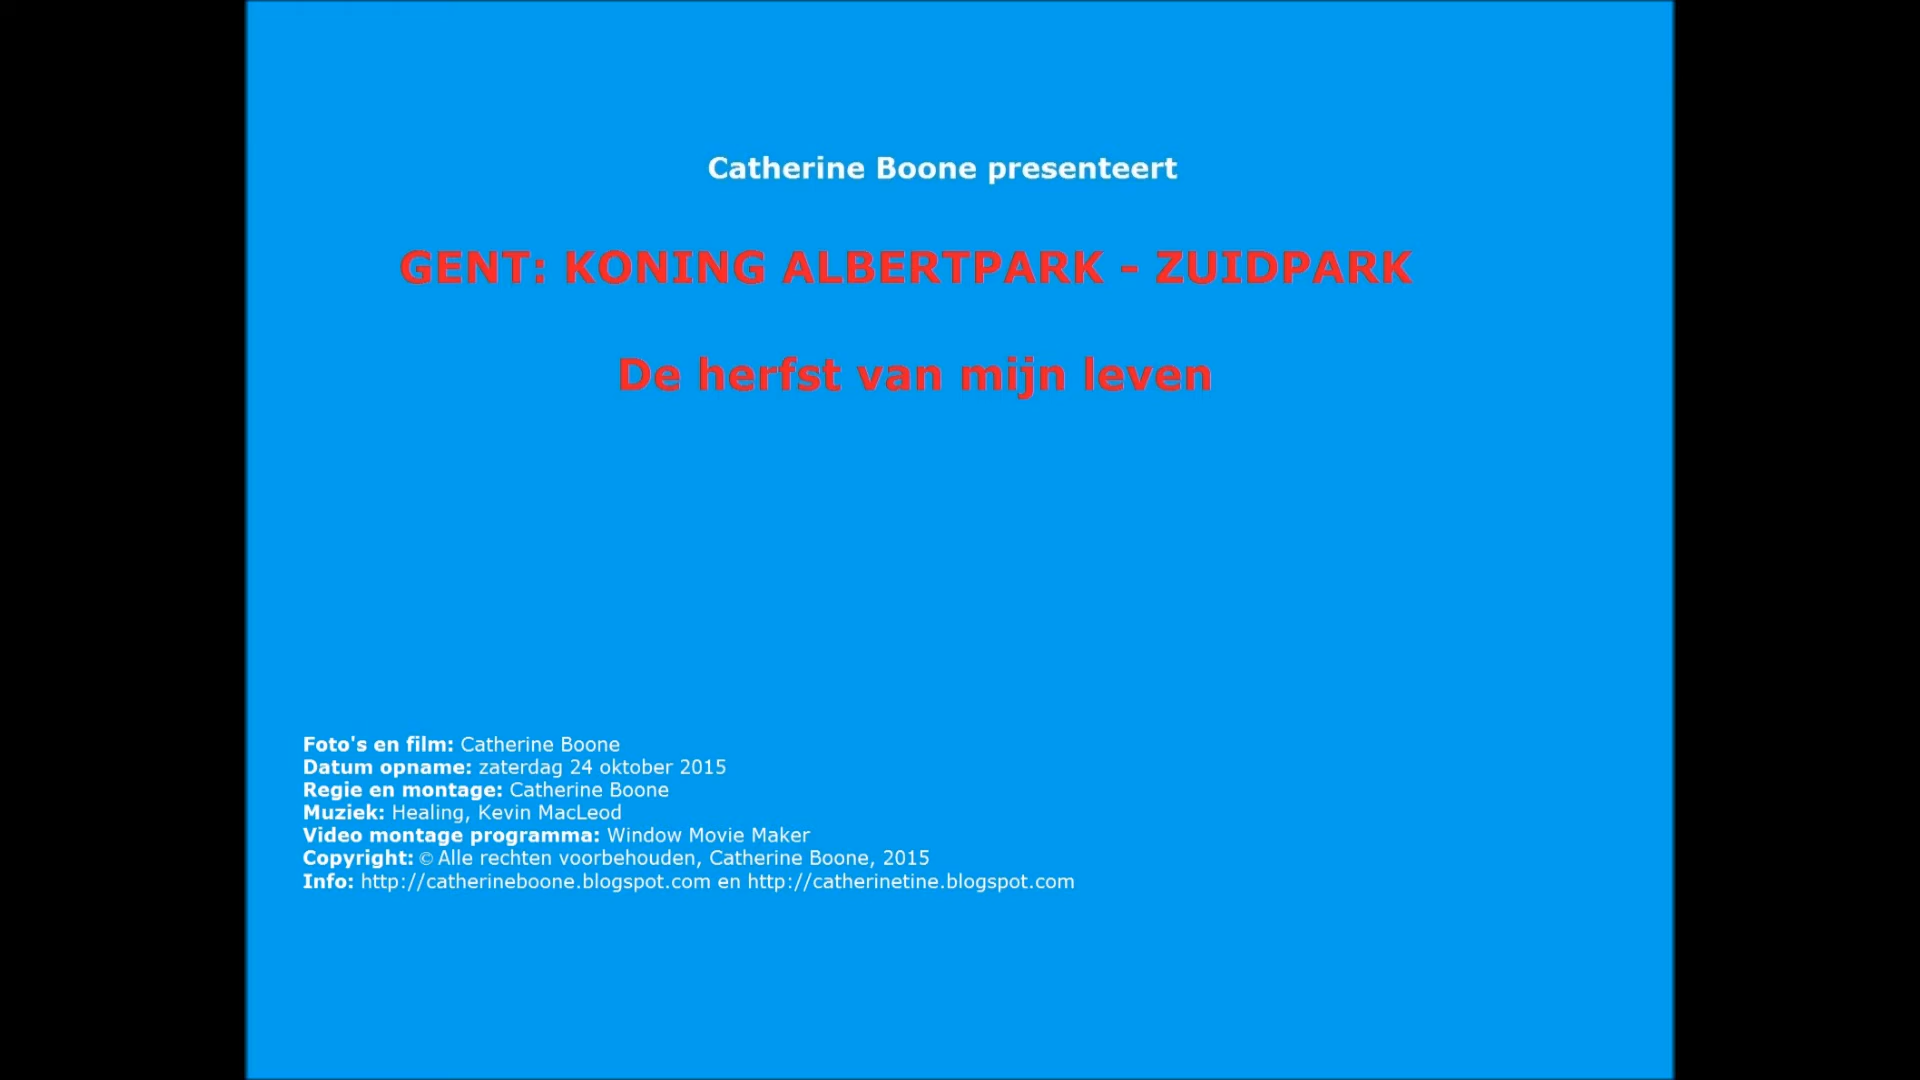 Catherine Boone presenteert
GENT: KONING ALBERTPARK - ZUIDPARK
De herfst van mijn leven
Foto's en film: Catherine Boone
Datum opname: zaterdag 24 oktober 2015
Regie en montage: Catherine Boone
Muziek: Healing, Kevin MacLeod
Video montage programma: Window Movie Maker
Copyright: © Alle rechten voorbehouden, Catherine Boone, 2015
Info: http://catherineboone.blogspot.com en http://catherinetine.blogspot.com